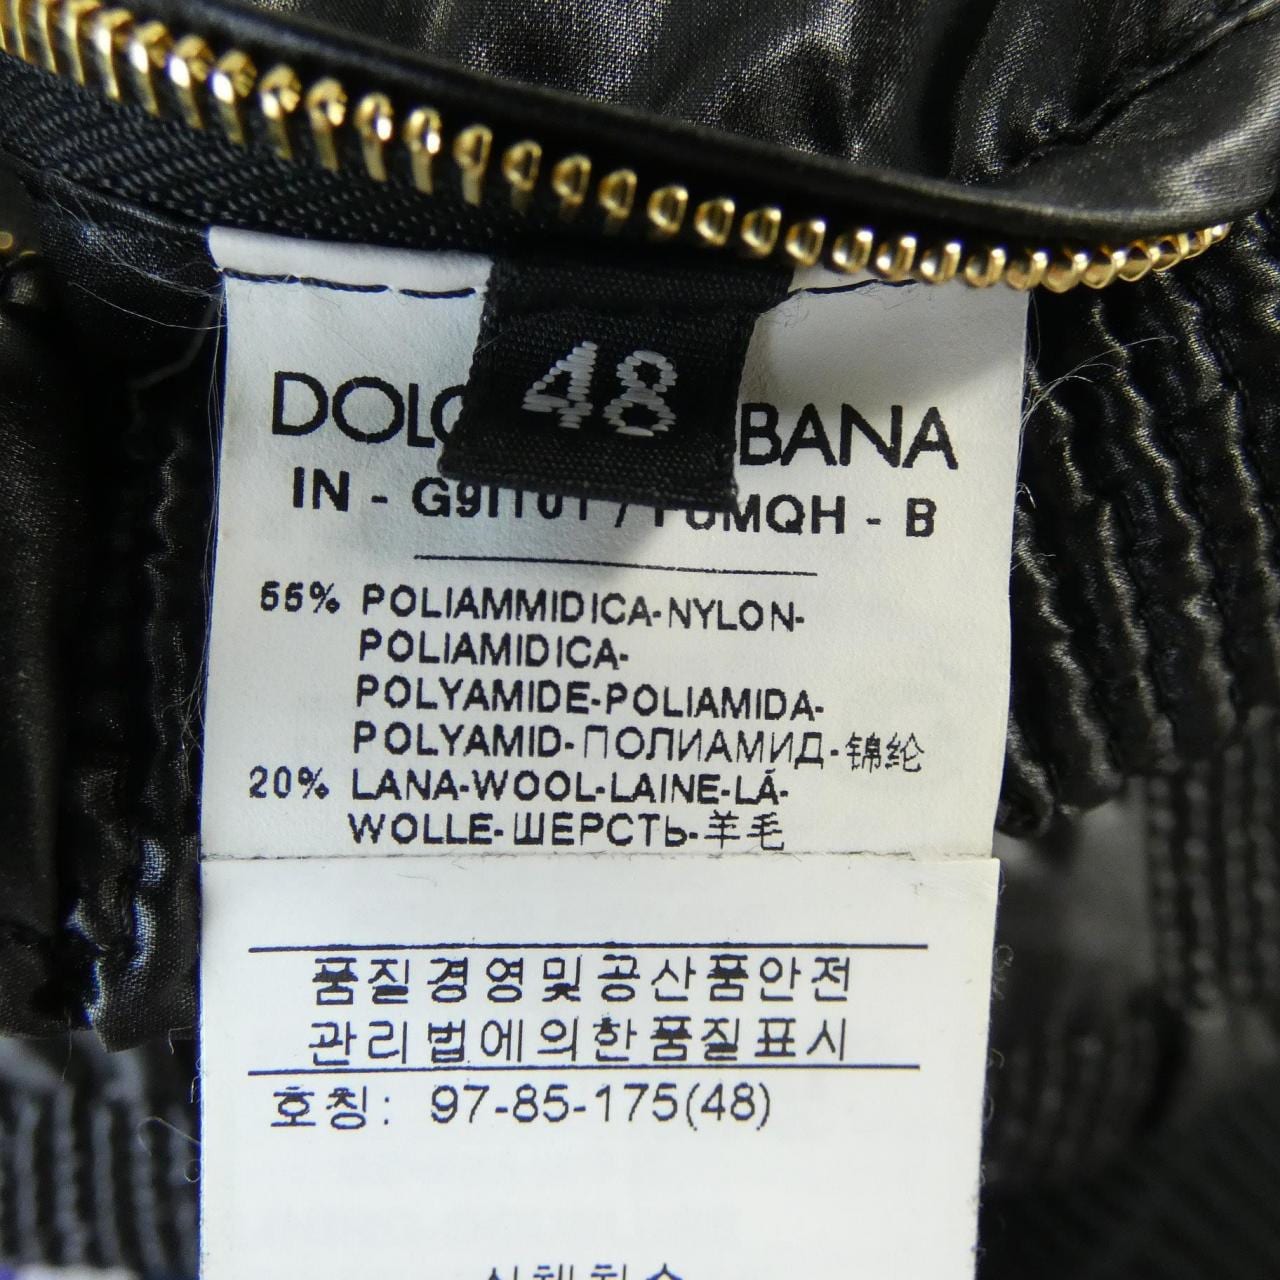 48
BANA
IN - MQH - B
55% POLIAMMIDICA-NYLON-
POLIAMIDICA-
POLYAMIDE-POLIAMIDA-
POLYAMID-ПОЛИАМИД-锦纶
20% LANA-WOOL-LAINE-LÃ-
WOLLE-ШЕРСТЬ-羊毛
품질경영및공산품안전
관리법에의한품질표시
호칭: 97-85-175(48)